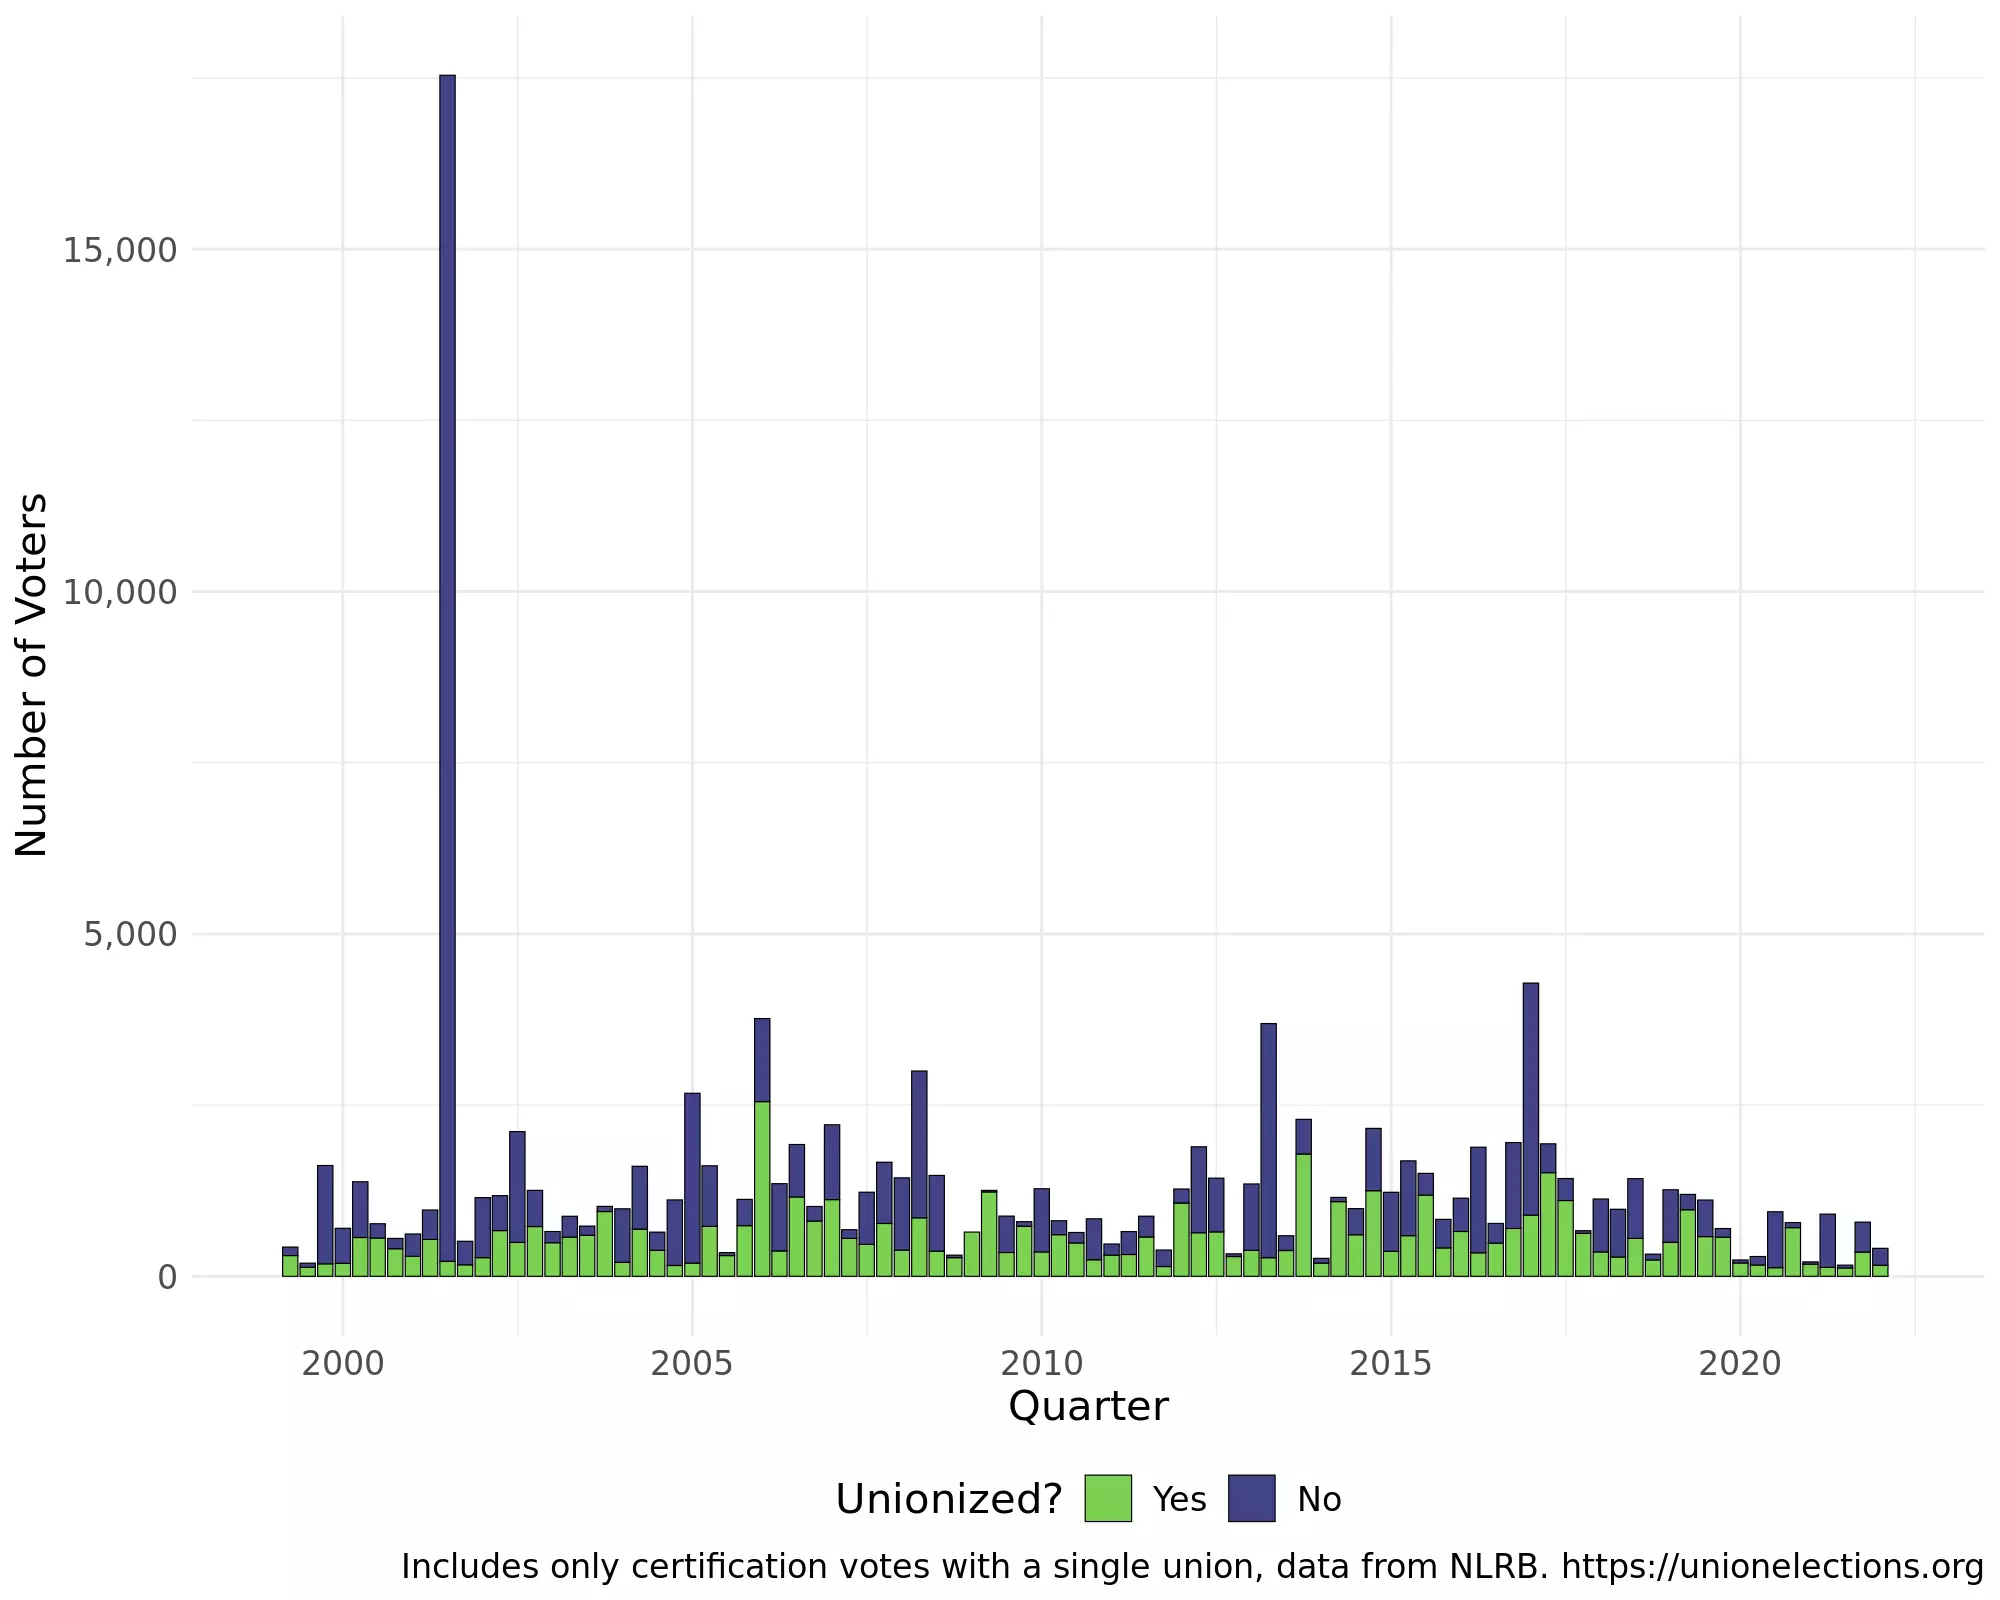 Number of Voters
15,000
10,000
5,000
0
2000 2005 2010 2015 2020
Quarter
Unionized? Yes No
Includes only certification votes with a single union, data from NLRB. https://unionelections.org